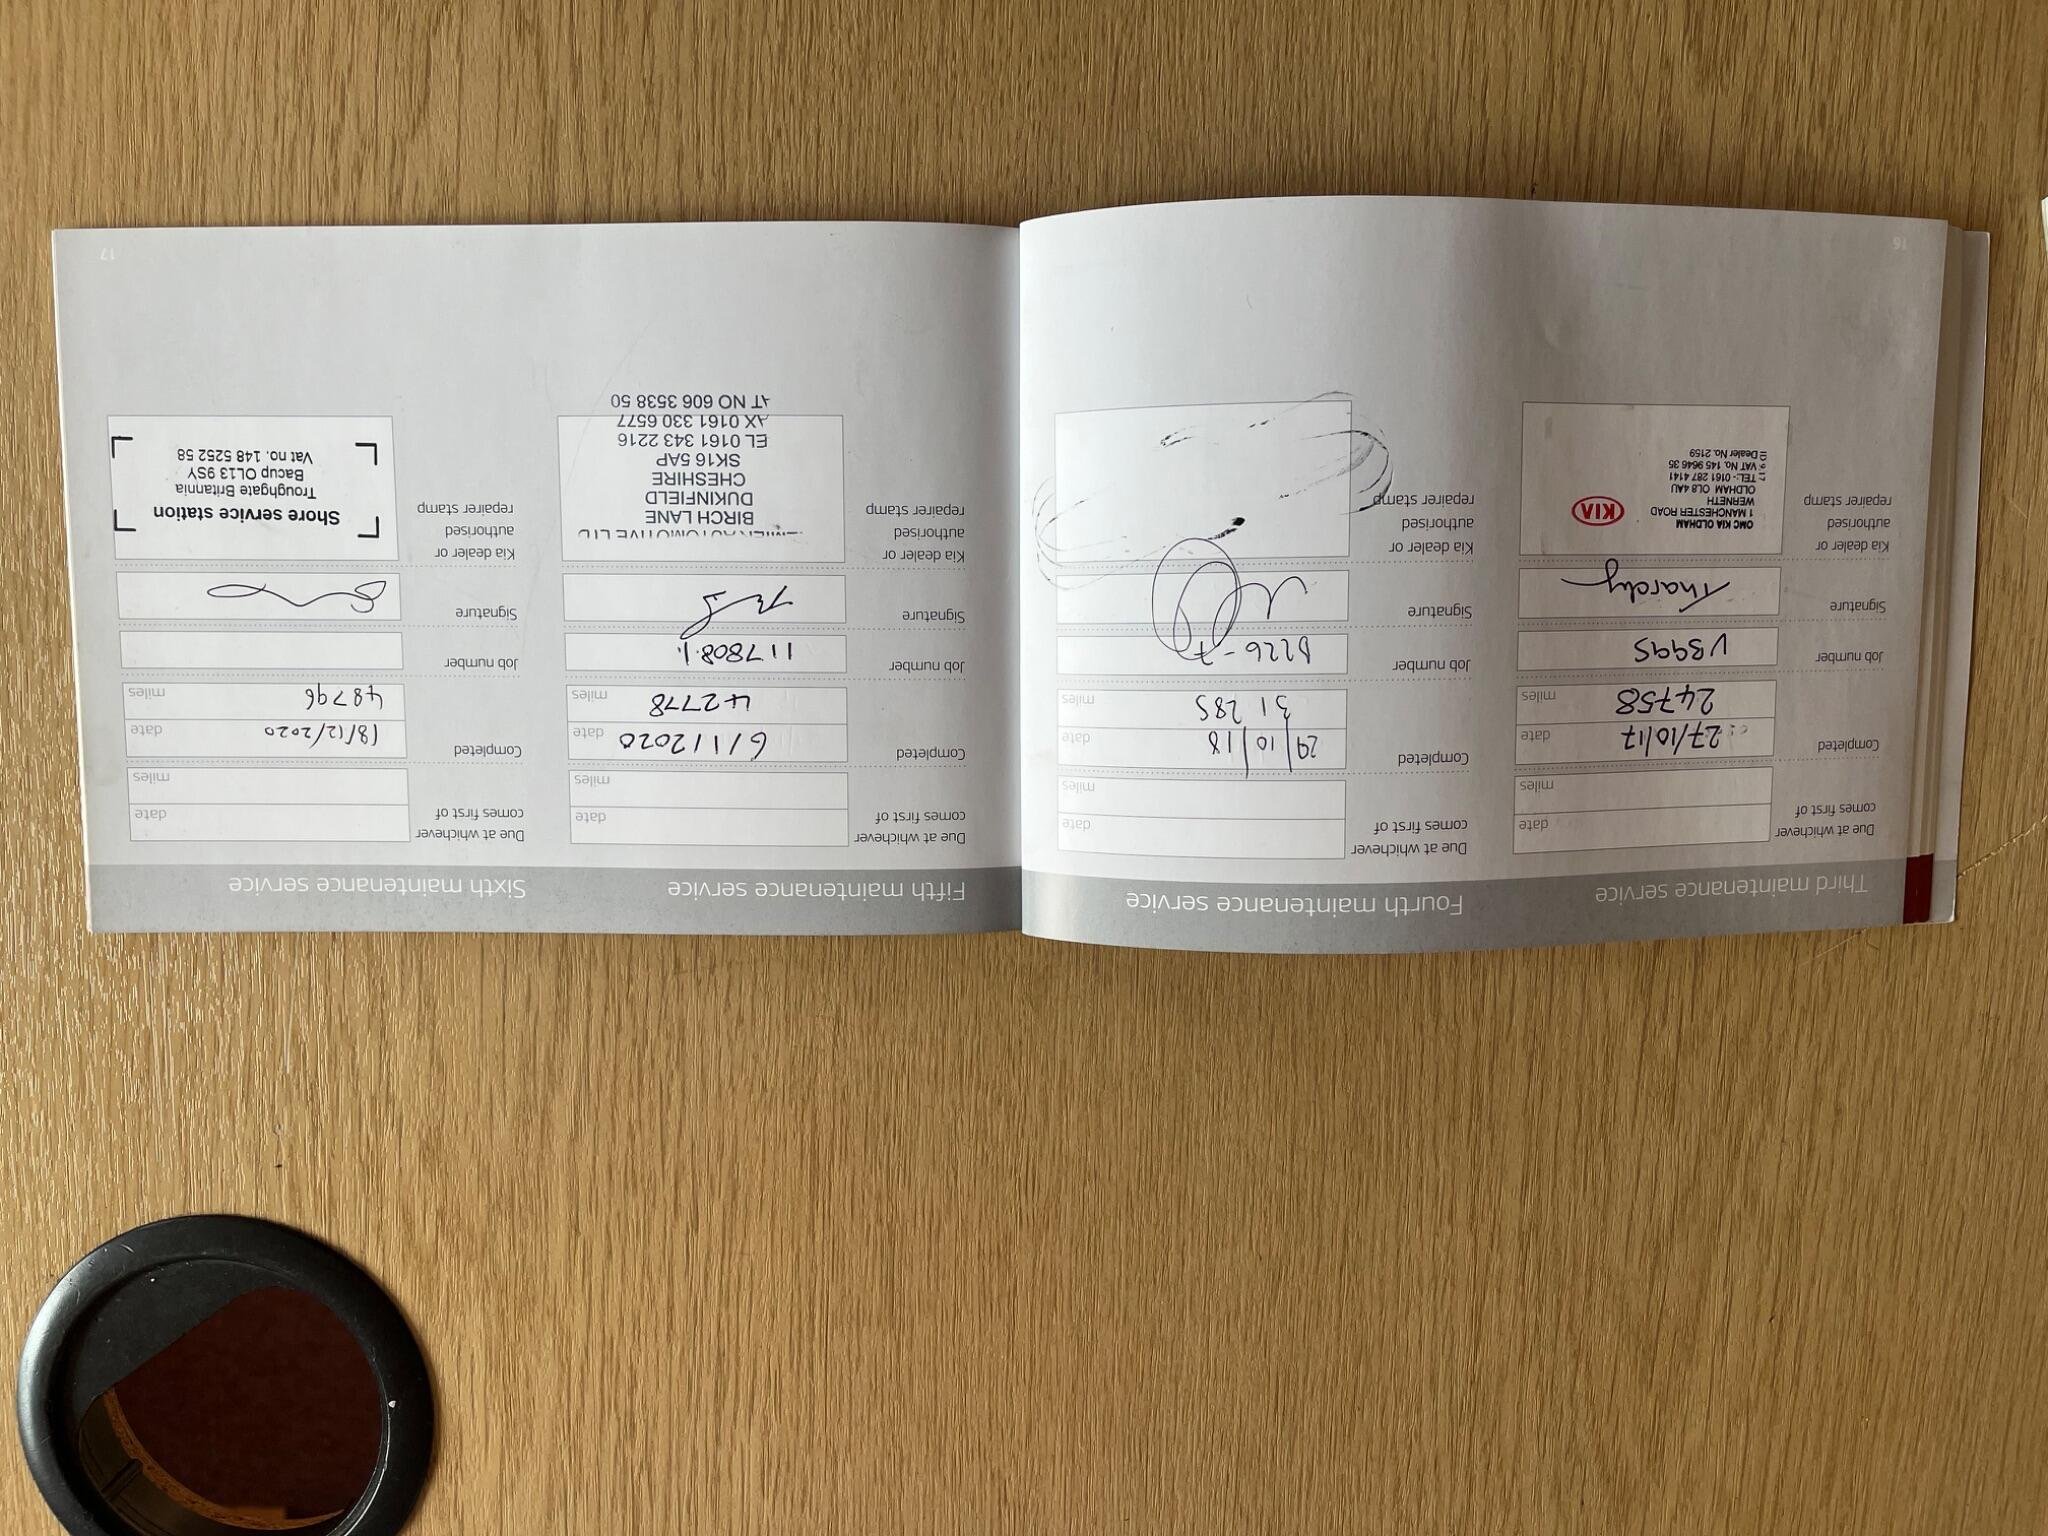 Third maintenance service
Due at whichever
comes first of
date
miles
Completed
27/10/17
date
24758
miles
Job number
Signature
Kia dealer or
authorised
repairer stamp
OMC KIA OLDHAM
1 MANCHESTER ROAD
WERNETH
OLDHAM OL8 4AU
TEL:- 0161 287 4141
VAT No. 145 9646 35
Dealer No. 2159
KIA
16
Fourth maintenance service
Due at whichever
comes first of
date
miles
Completed
29/10/18
date
31285
miles
Job number
Signature
Kia dealer or
authorised
repairer stamp
Fifth maintenance service
Due at whichever
comes first of
date
miles
Completed
6/1/2020
date
42778
miles
Job number
117808.1.
Signature
Kia dealer or
authorised
repairer stamp
AUTOMOTIVE LTD
BIRCH LANE
DUKINFIELD
CHESHIRE
SK16 5AP
EL 0161 343 2216
AX 0161 330 6577
AT NO 606 3538 50
Sixth maintenance service
Due at whichever
comes first of
date
miles
Completed
18/12/2020
date
48796
miles
Job number
Signature
Kia dealer or
authorised
repairer stamp
Shore service station
Troughgate Britannia
Bacup OL13 9SY
Vat no. 148 5252 58
17